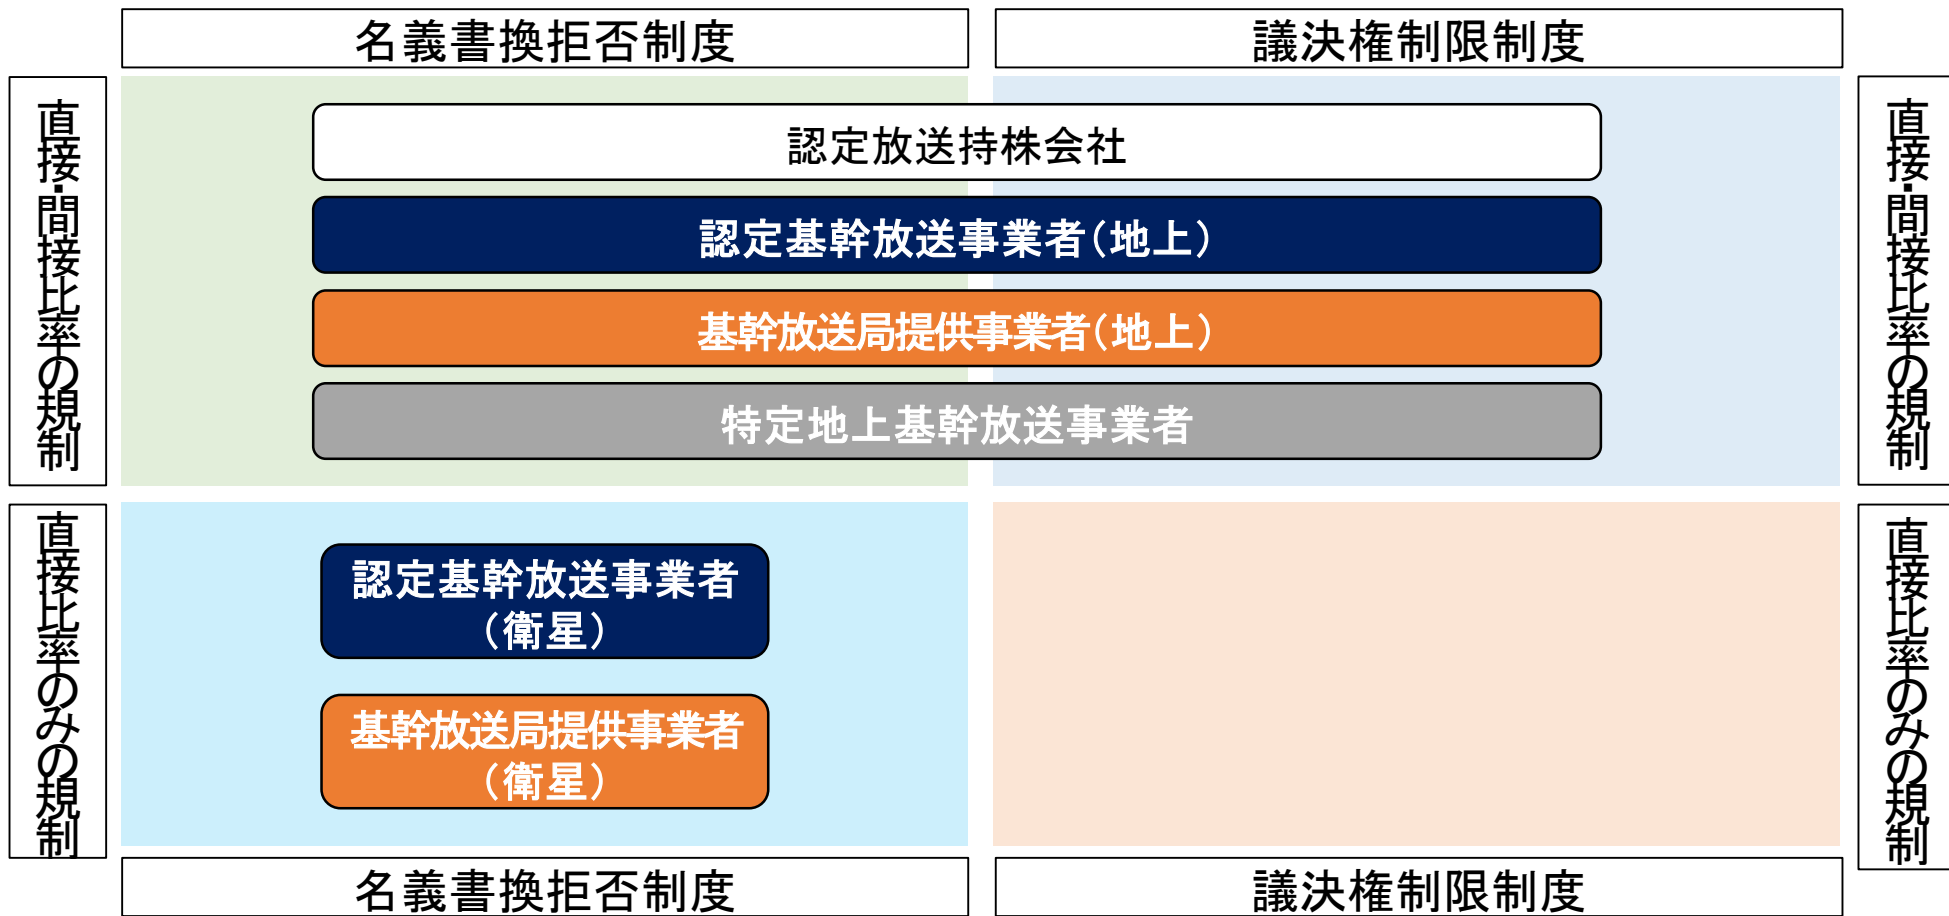 名義書換拒否制度
議決権制限制度
直接・間接比率の規制
認定放送持株会社
認定基幹放送事業者（地上）
基幹放送局提供事業者（地上）
特定地上基幹放送事業者
直接・間接比率の規制
直接比率のみの規制
認定基幹放送事業者
（衛星）
基幹放送局提供事業者
（衛星）
直接比率のみの規制
名義書換拒否制度
議決権制限制度